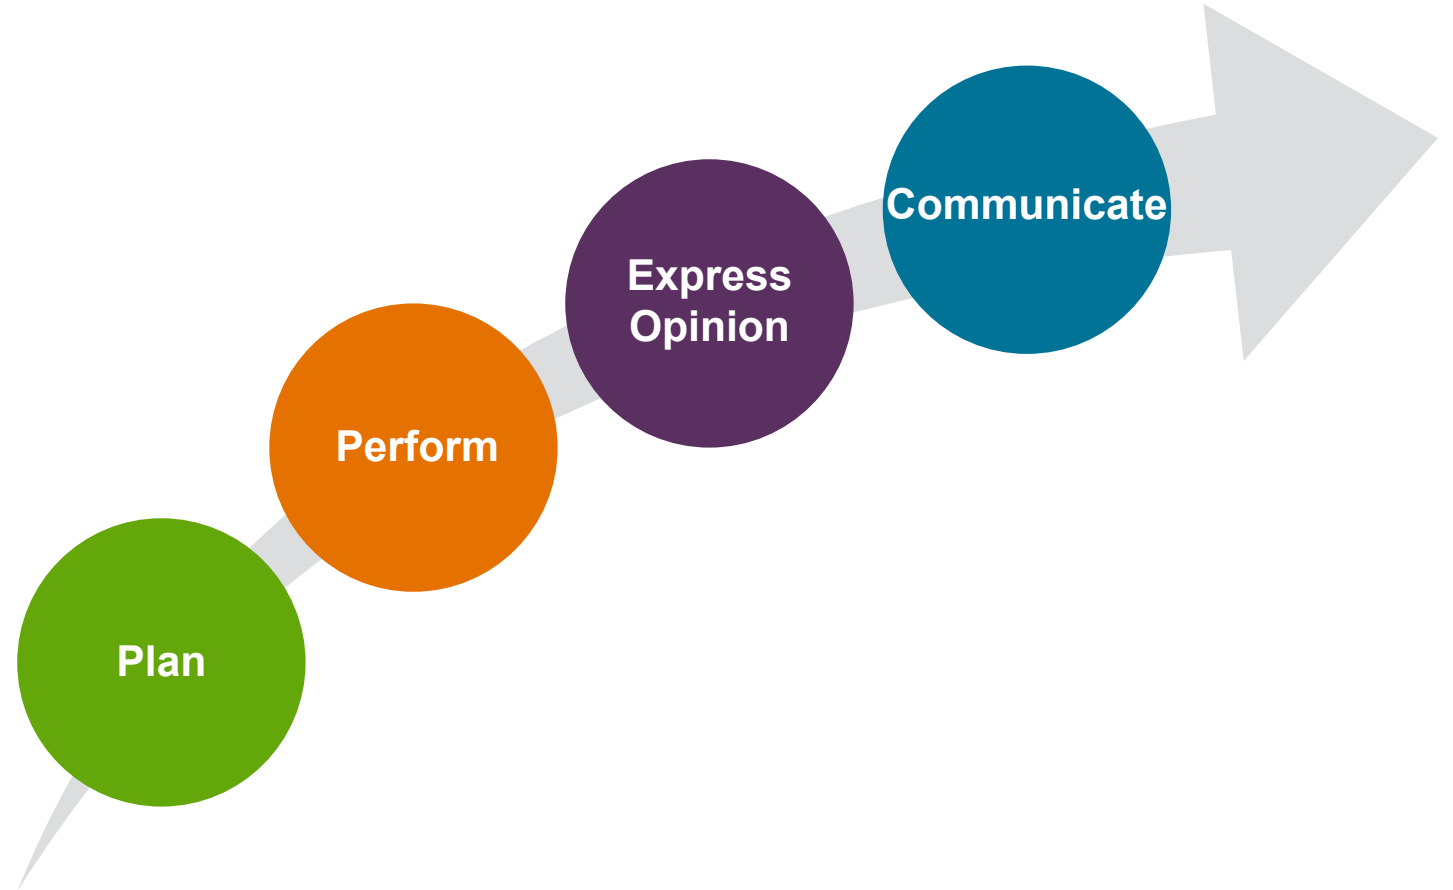 Plan
Perform
Express
Opinion
Communicate